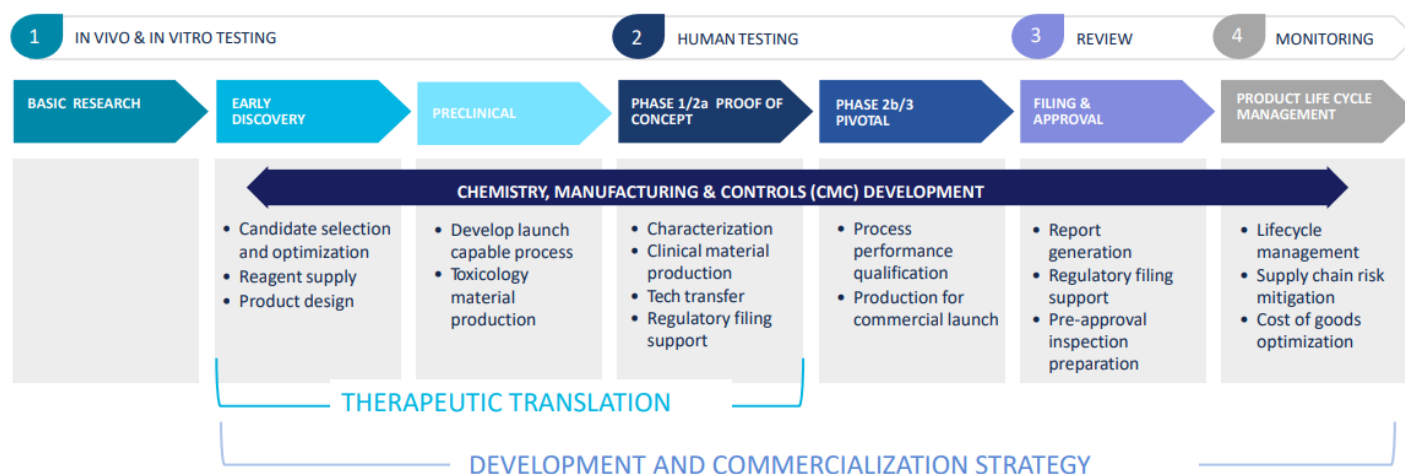 1 IN VIVO & IN VITRO TESTING
2 HUMAN TESTING
3 REVIEW
4 MONITORING
BASIC RESEARCH
EARLY
DISCOVERY
PRECLINICAL
PHASE 1/2a PROOF OF
CONCEPT
PHASE 2b/3
PIVOTAL
FILING &
APPROVAL
PRODUCT LIFE CYCLE
MANAGEMENT
CHEMISTRY, MANUFACTURING & CONTROLS (CMC) DEVELOPMENT
• Candidate selection
and optimization
• Reagent supply
• Product design
• Develop launch
capable process
• Toxicology
material
production
• Characterization
• Clinical material
production
• Tech transfer
• Regulatory filing
support
• Process
performance
qualification
• Production for
commercial launch
• Report
generation
• Regulatory filing
support
• Pre-approval
inspection
preparation
• Lifecycle
management
• Supply chain risk
mitigation
• Cost of goods
optimization
THERAPEUTIC TRANSLATION
DEVELOPMENT AND COMMERCIALIZATION STRATEGY